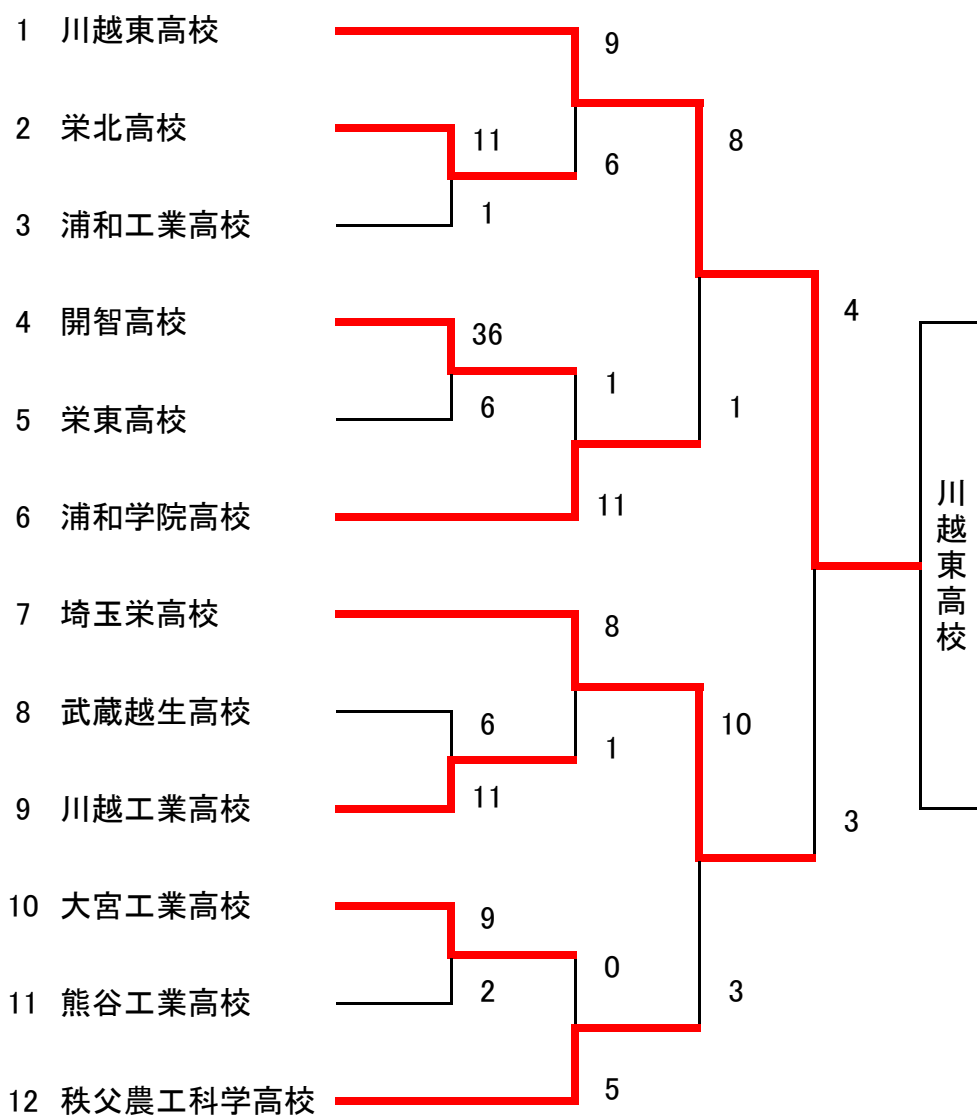 1 川越東高校
9
2 栄北高校
11
8
6
3 浦和工業高校
1
4 開智高校
36
4
1
5 栄東高校
6
1
6 浦和学院高校
11
川越東高校
7 埼玉栄高校
8
8 武蔵越生高校
6
10
1
9 川越工業高校
11
3
10 大宮工業高校
9
0
11 熊谷工業高校
2
3
12 秩父農工科学高校
5